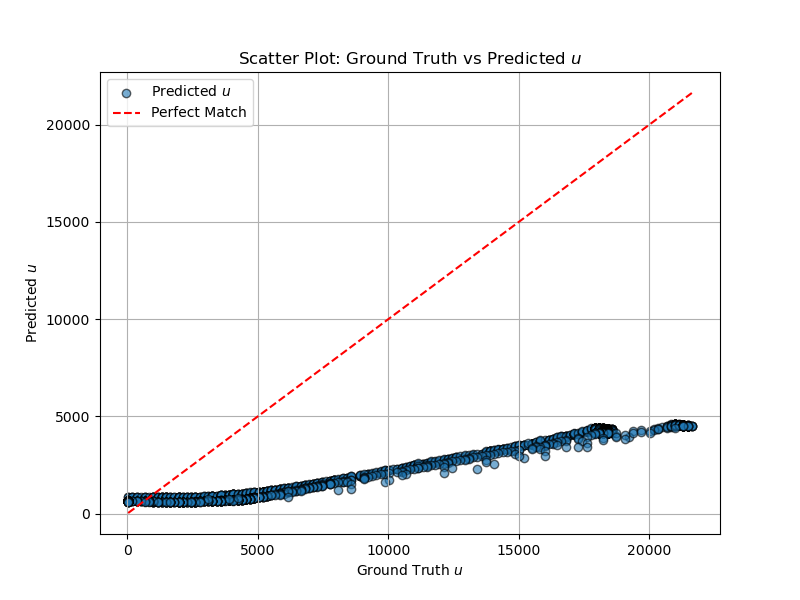 Scatter Plot: Ground Truth vs Predicted u
Predicted u
Perfect Match
20000
15000
10000
5000
0
Predicted u
0 5000 10000 15000 20000
Ground Truth u